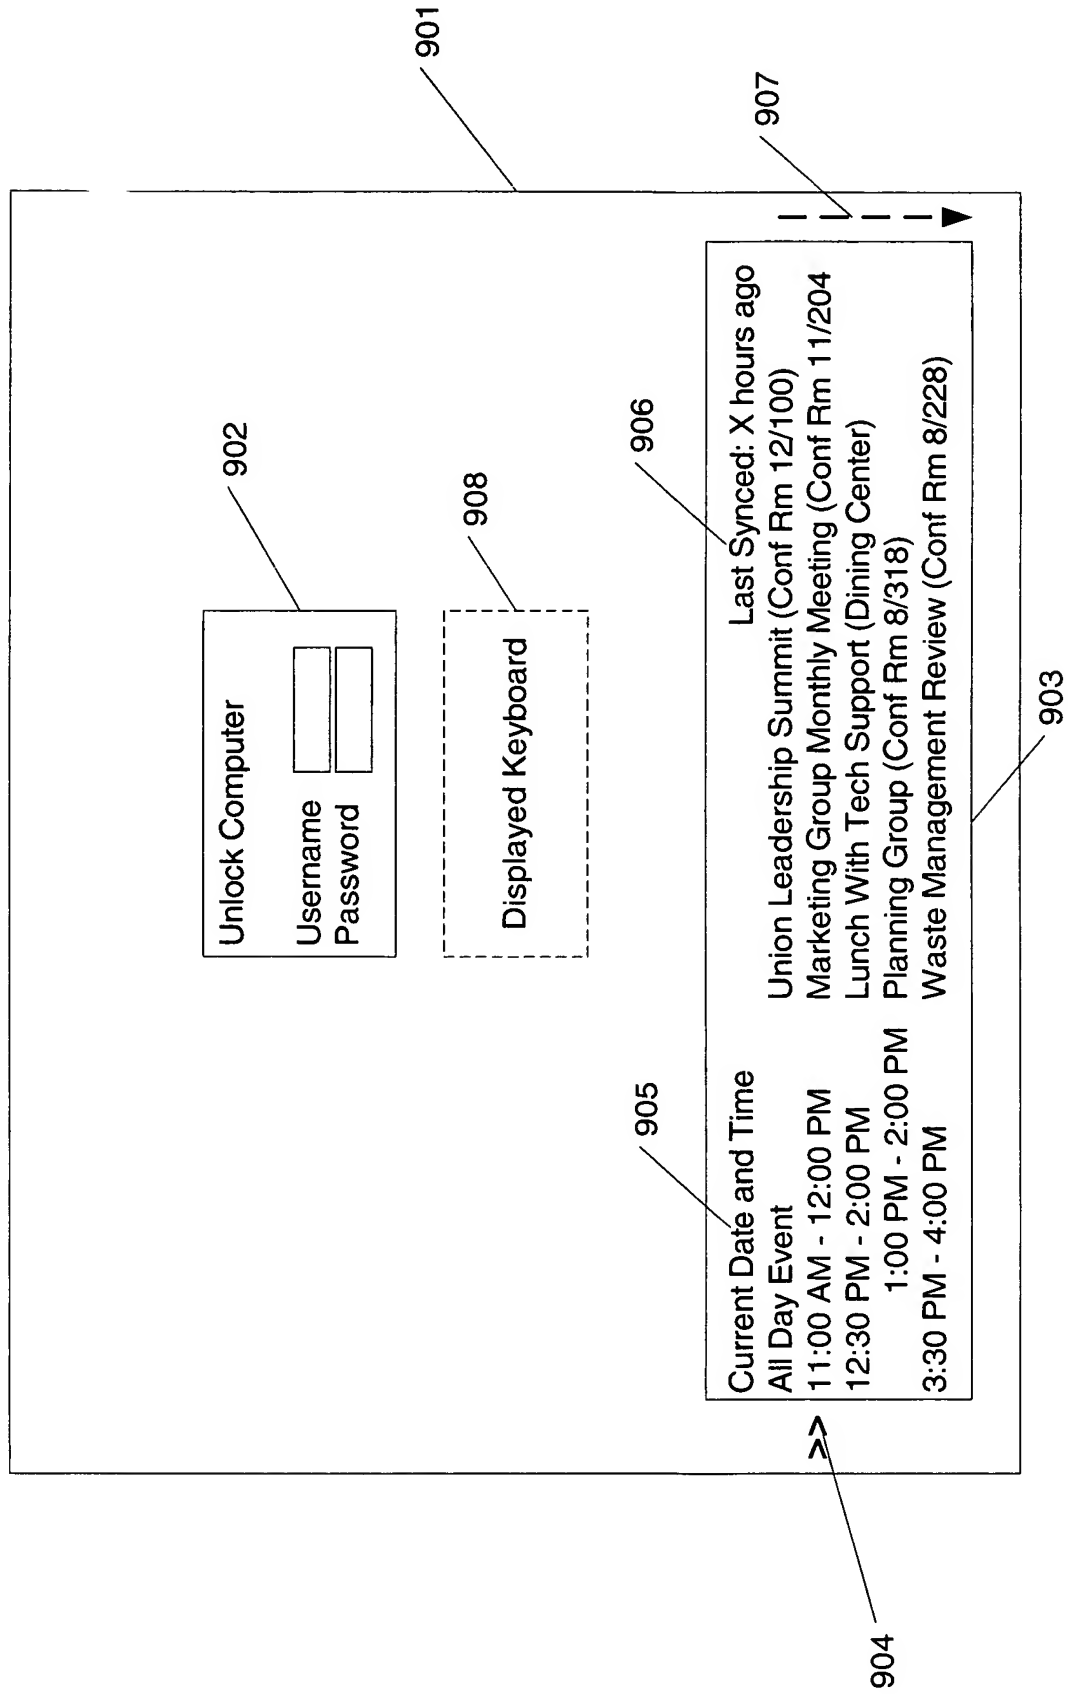 901
902
Unlock Computer
Username
Password
908
Displayed Keyboard
905
906
907
Current Date and Time Last Synced: X hours ago
All Day Event Union Leadership Summit (Conf Rm 12/100)
>> 11:00 AM - 12:00 PM Marketing Group Monthly Meeting (Conf Rm 11/204
12:30 PM - 2:00 PM Lunch With Tech Support (Dining Center)
1:00 PM - 2:00 PM Planning Group (Conf Rm 8/318)
3:30 PM - 4:00 PM Waste Management Review (Conf Rm 8/228)
904
903